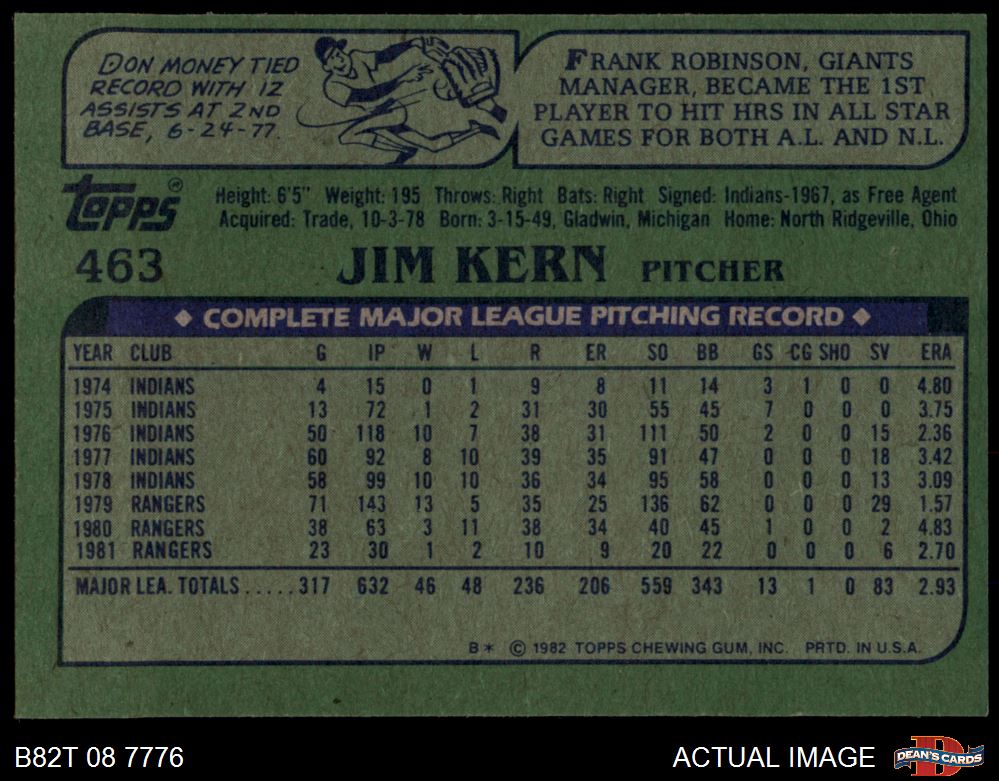 DON MONEY TIED
RECORD WITH 12
ASSISTS AT 2ND
BASE, 6-24-77.
FRANK ROBINSON, GIANTS
MANAGER, BECAME THE 1ST
PLAYER TO HIT HRS IN ALL STAR
GAMES FOR BOTH A.L. AND N.L.
Topps®
Height: 6'5" Weight: 195 Throws: Right Bats: Right Signed: Indians-1967, as Free Agent
Acquired: Trade, 10-3-78 Born: 3-15-49, Gladwin, Michigan Home: North Ridgeville, Ohio
463 JIM KERN PITCHER
◆ COMPLETE MAJOR LEAGUE PITCHING RECORD ◆
YEAR CLUB G IP W L R ER SO BB GS CG SHO SV ERA
1974 INDIANS 4 15 0 1 9 8 11 14 3 1 0 0 4.80
1975 INDIANS 13 72 1 2 31 30 55 45 7 0 0 0 3.75
1976 INDIANS 50 118 10 7 38 31 111 50 2 0 0 15 2.36
1977 INDIANS 60 92 8 10 39 35 91 47 0 0 0 18 3.42
1978 INDIANS 58 99 10 10 36 34 95 58 0 0 0 13 3.09
1979 RANGERS 71 143 13 5 35 25 136 62 0 0 0 29 1.57
1980 RANGERS 38 63 3 11 38 34 40 45 1 0 0 2 4.83
1981 RANGERS 23 30 1 2 10 9 20 22 0 0 0 6 2.70
MAJOR LEA. TOTALS.....317 632 46 48 236 206 559 343 13 1 0 83 2.93
B* © 1982 TOPPS CHEWING GUM, INC. PRTD. IN U.S.A.
B82T 08 7776
ACTUAL IMAGE
D
DEAN'S CARDS